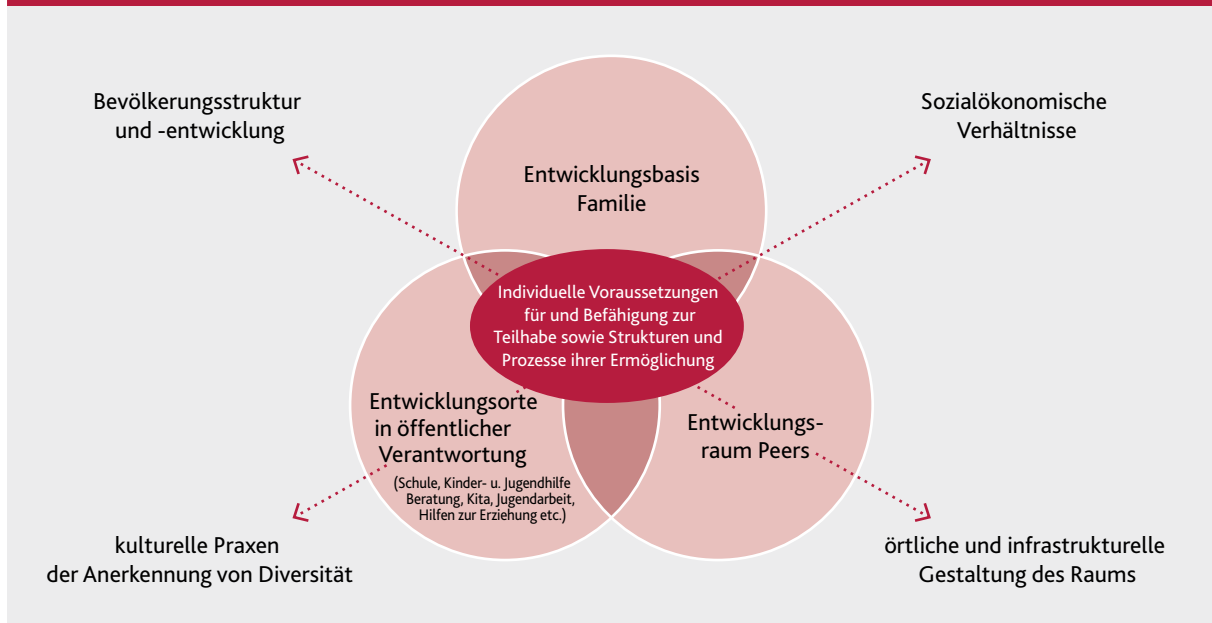 Bevölkerungsstruktur
und -entwicklung
Sozialökonomische
Verhältnisse
Entwicklungsbasis
Familie
Individuelle Voraussetzungen
für und Befähigung zur
Teilhabe sowie Strukturen und
Prozesse ihrer Ermöglichung
Entwicklungsorte
in öffentlicher
Verantwortung
(Schule, Kinder- u. Jugendhilfe
Beratung, Kita, Jugendarbeit,
Hilfen zur Erziehung etc.)
Entwicklungs-
raum Peers
kulturelle Praxen
der Anerkennung von Diversität
örtliche und infrastrukturelle
Gestaltung des Raums